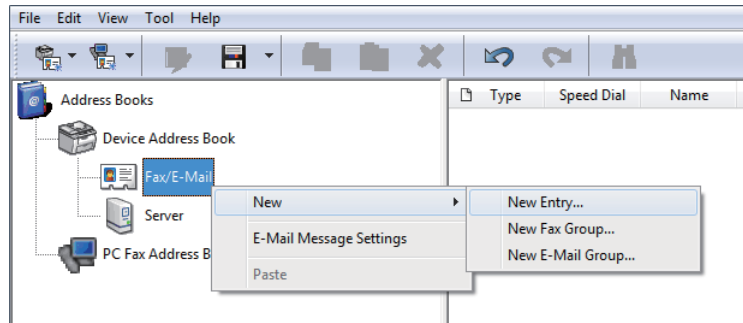 File Edit View Tool Help
Address Books
Type Speed Dial Name
Device Address Book
Fax/E-Mail
New
New Entry...
Server
E-Mail Message Settings
New Fax Group...
PC Fax Address B
New E-Mail Group...
Paste